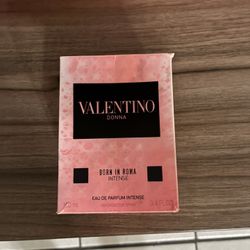 VALENTINO
DONNA
BORN IN ROMA
INTENSE
EAU DE PARFUM INTENSE